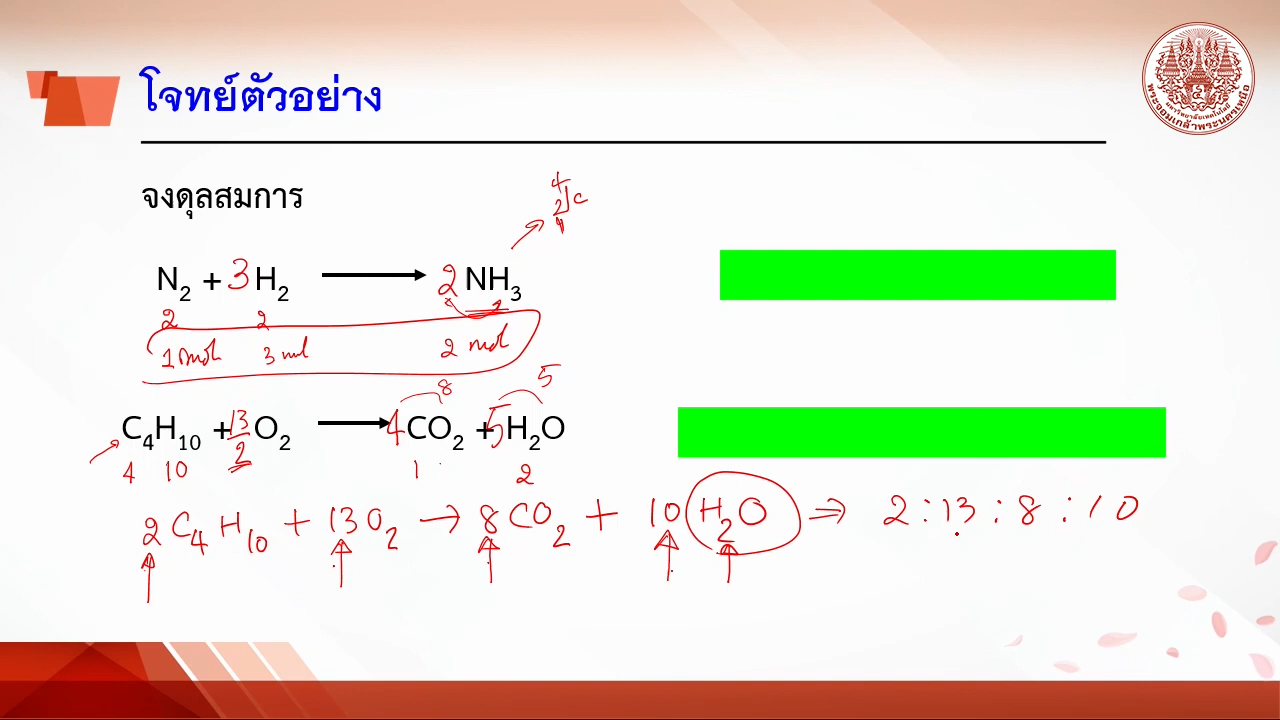 โจทย์ตัวอย่าง
จงดุลสมการ
4
2
N2 + 3H2 → 2NH3
2 2
1 mol 3 mol 2 mol
8 5
C4H10 + 13/2 O2 → 4CO2 + 5H2O
4 10 1 2
2C4H10 + 13O2 → 8CO2 + 10H2O ⇒ 2 : 13 : 8 : 10